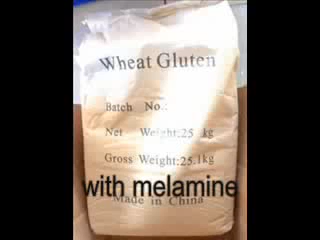 Wheat Gluten
Batch No.:
Net Weight:25 kg
Gross Weight:25.1kg
with melamine
Made in China